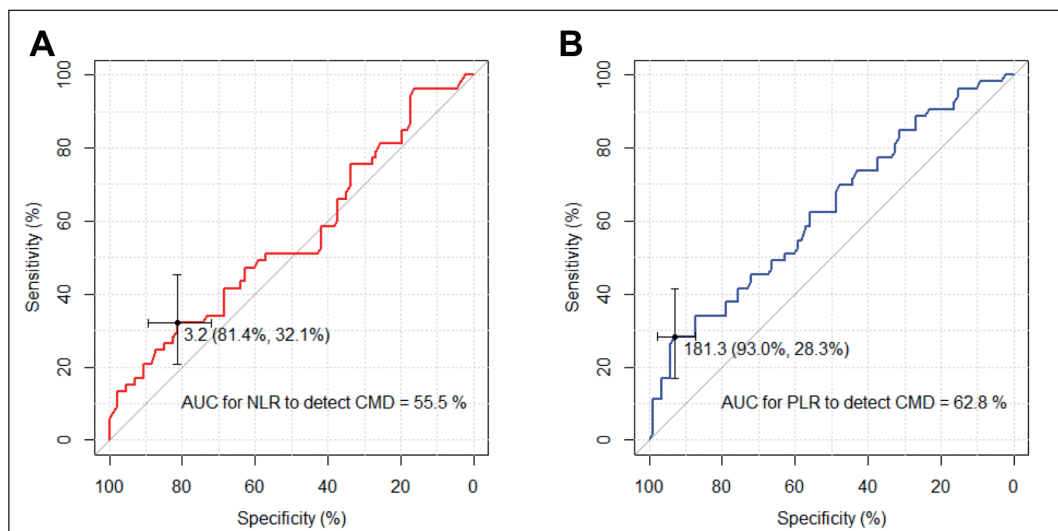 A
100
80
60
40
20
0
Sensitivity (%)
3.2 (81.4%, 32.1%)
AUC for NLR to detect CMD = 55.5 %
100 80 60 40 20 0
Specificity (%)
B
100
80
60
40
20
0
Sensitivity (%)
181.3 (93.0%, 28.3%)
AUC for PLR to detect CMD = 62.8 %
100 80 60 40 20 0
Specificity (%)